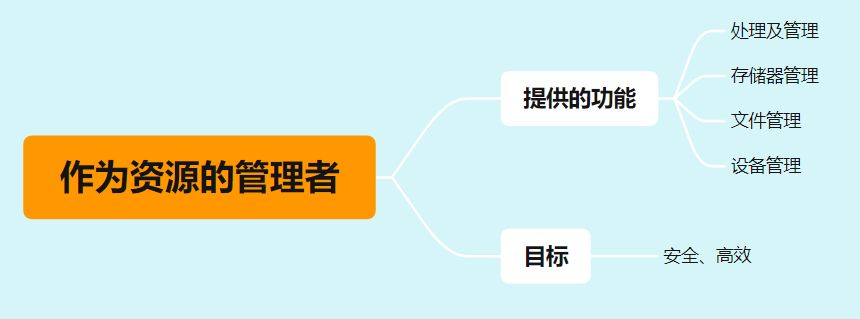 作为资源的管理者
提供的功能
处理及管理
存储器管理
文件管理
设备管理
目标
安全、高效